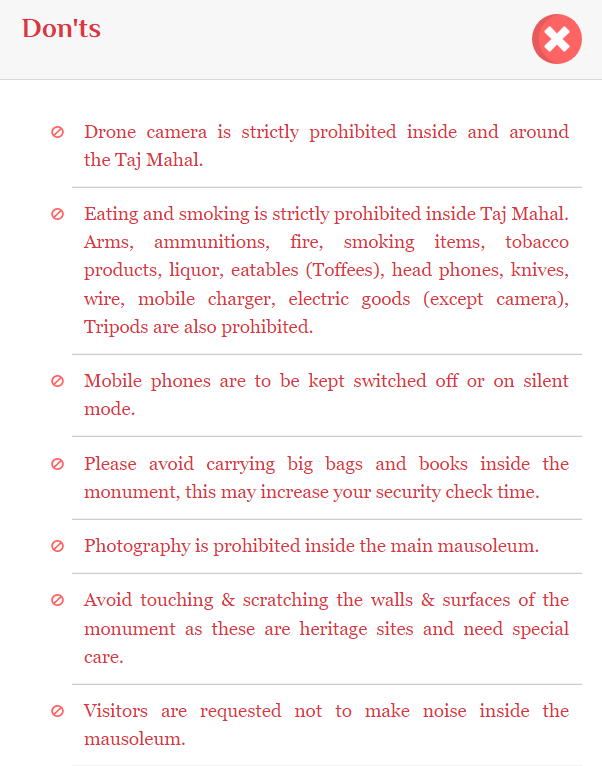 Don'ts
Drone camera is strictly prohibited inside and around
the Taj Mahal.
Eating and smoking is strictly prohibited inside Taj Mahal.
Arms, ammunitions, fire, smoking items, tobacco
products, liquor, eatables (Toffees), head phones, knives,
wire, mobile charger, electric goods (except camera),
Tripods are also prohibited.
Mobile phones are to be kept switched off or on silent
mode.
Please avoid carrying big bags and books inside the
monument, this may increase your security check time.
Photography is prohibited inside the main mausoleum.
Avoid touching & scratching the walls & surfaces of the
monument as these are heritage sites and need special
care.
Visitors are requested not to make noise inside the
mausoleum.